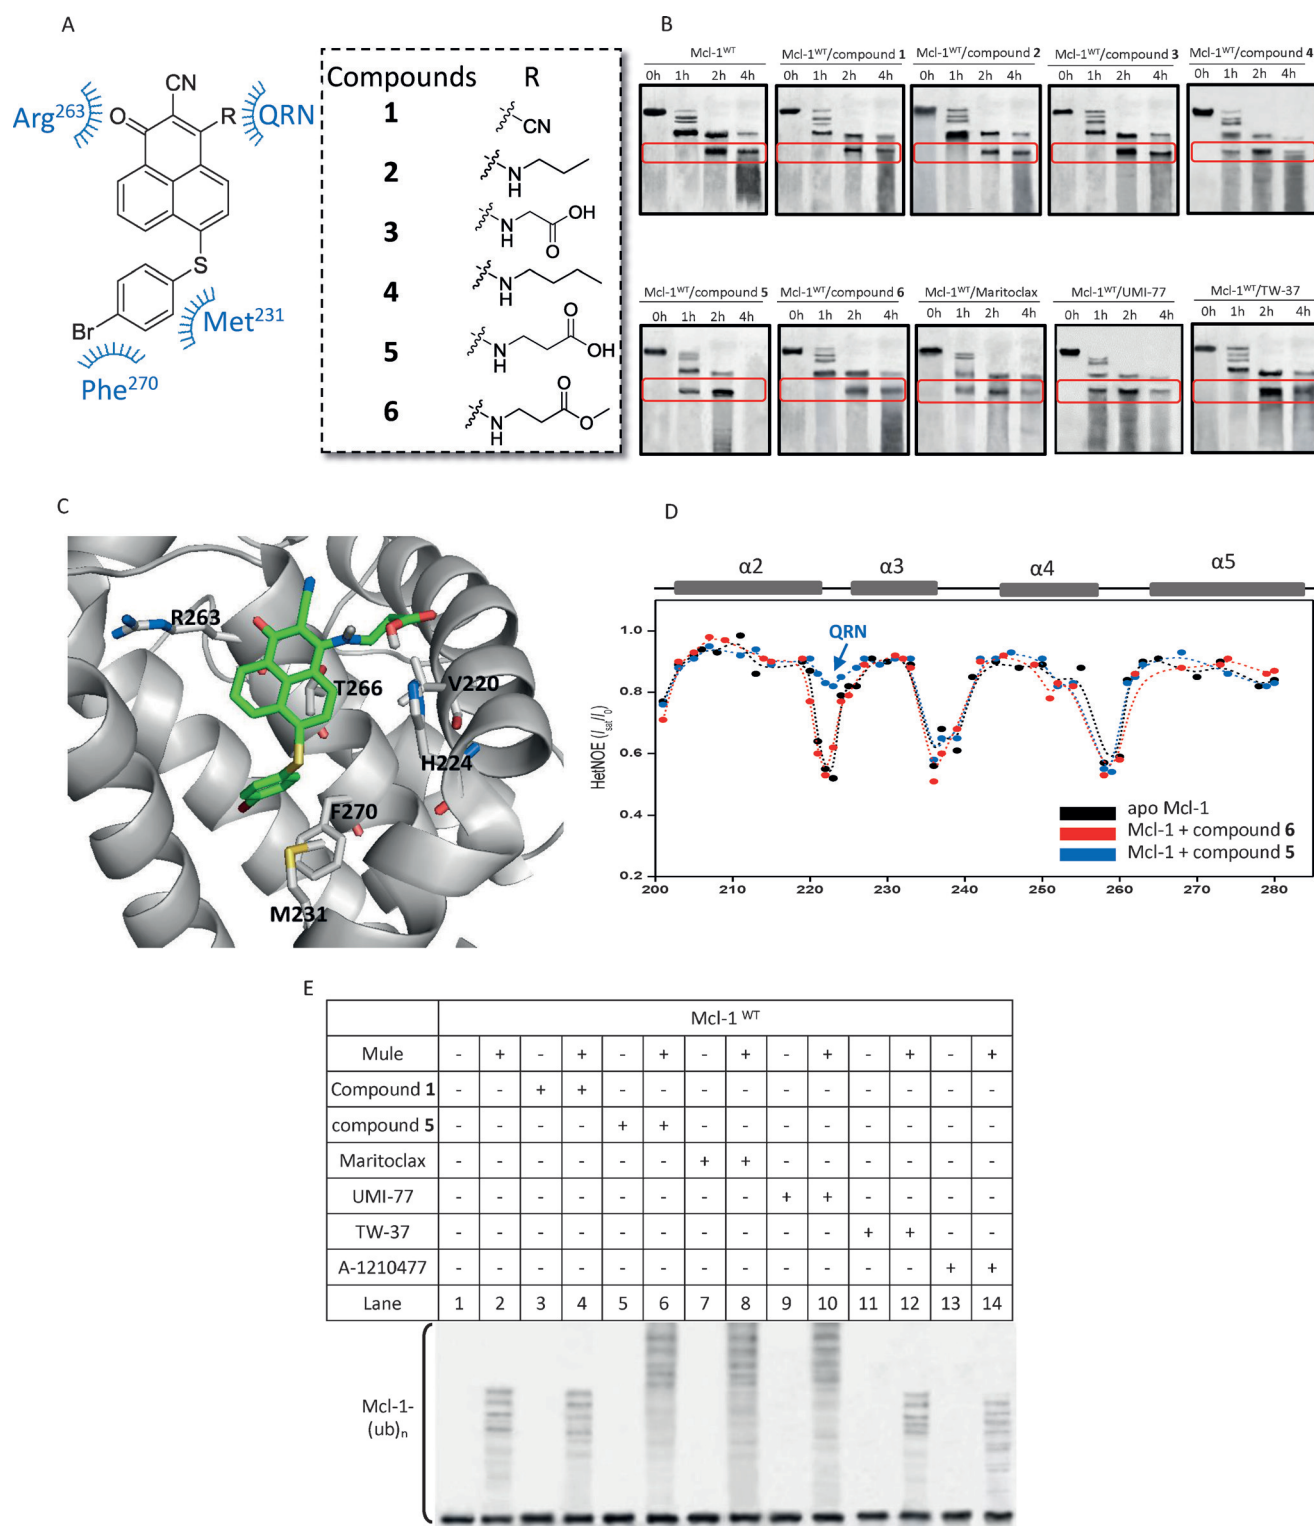 A
CN
Arg263
O
R
QRN
S
Br
Met231
Phe270
Compounds R
1 CN
2 N H
3 N H O OH
4 N H
5 N H O OH
6 N H O O
B
Mcl-1WT Mcl-1WT/compound 1 Mcl-1WT/compound 2 Mcl-1WT/compound 3 Mcl-1WT/compound 4
0h 1h 2h 4h 0h 1h 2h 4h 0h 1h 2h 4h 0h 1h 2h 4h 0h 1h 2h 4h
Mcl-1WT/compound 5 Mcl-1WT/compound 6 Mcl-1WT/Maritoclax Mcl-1WT/UMI-77 Mcl-1WT/TW-37
0h 1h 2h 4h 0h 1h 2h 4h 0h 1h 2h 4h 0h 1h 2h 4h 0h 1h 2h 4h
C
R263
T266
V220
H224
F270
M231
D
α2 α3 α4 α5
HetNOE (Isat/I0)
1.0
0.8
0.6
0.4
0.2
QRN
apo Mcl-1
Mcl-1 + compound 6
Mcl-1 + compound 5
200 210 220 230 240 250 260 270 280
E
Mcl-1 WT
Mule - + - + - + - + - + - + - +
Compound 1 - - + + - - - - - - - - - -
compound 5 - - - - + + - - - - - - - -
Maritoclax - - - - - - + + - - - - - -
UMI-77 - - - - - - - - + + - - - -
TW-37 - - - - - - - - - - + + - -
A-1210477 - - - - - - - - - - - - + +
Lane 1 2 3 4 5 6 7 8 9 10 11 12 13 14
Mcl-1-
(ub)n